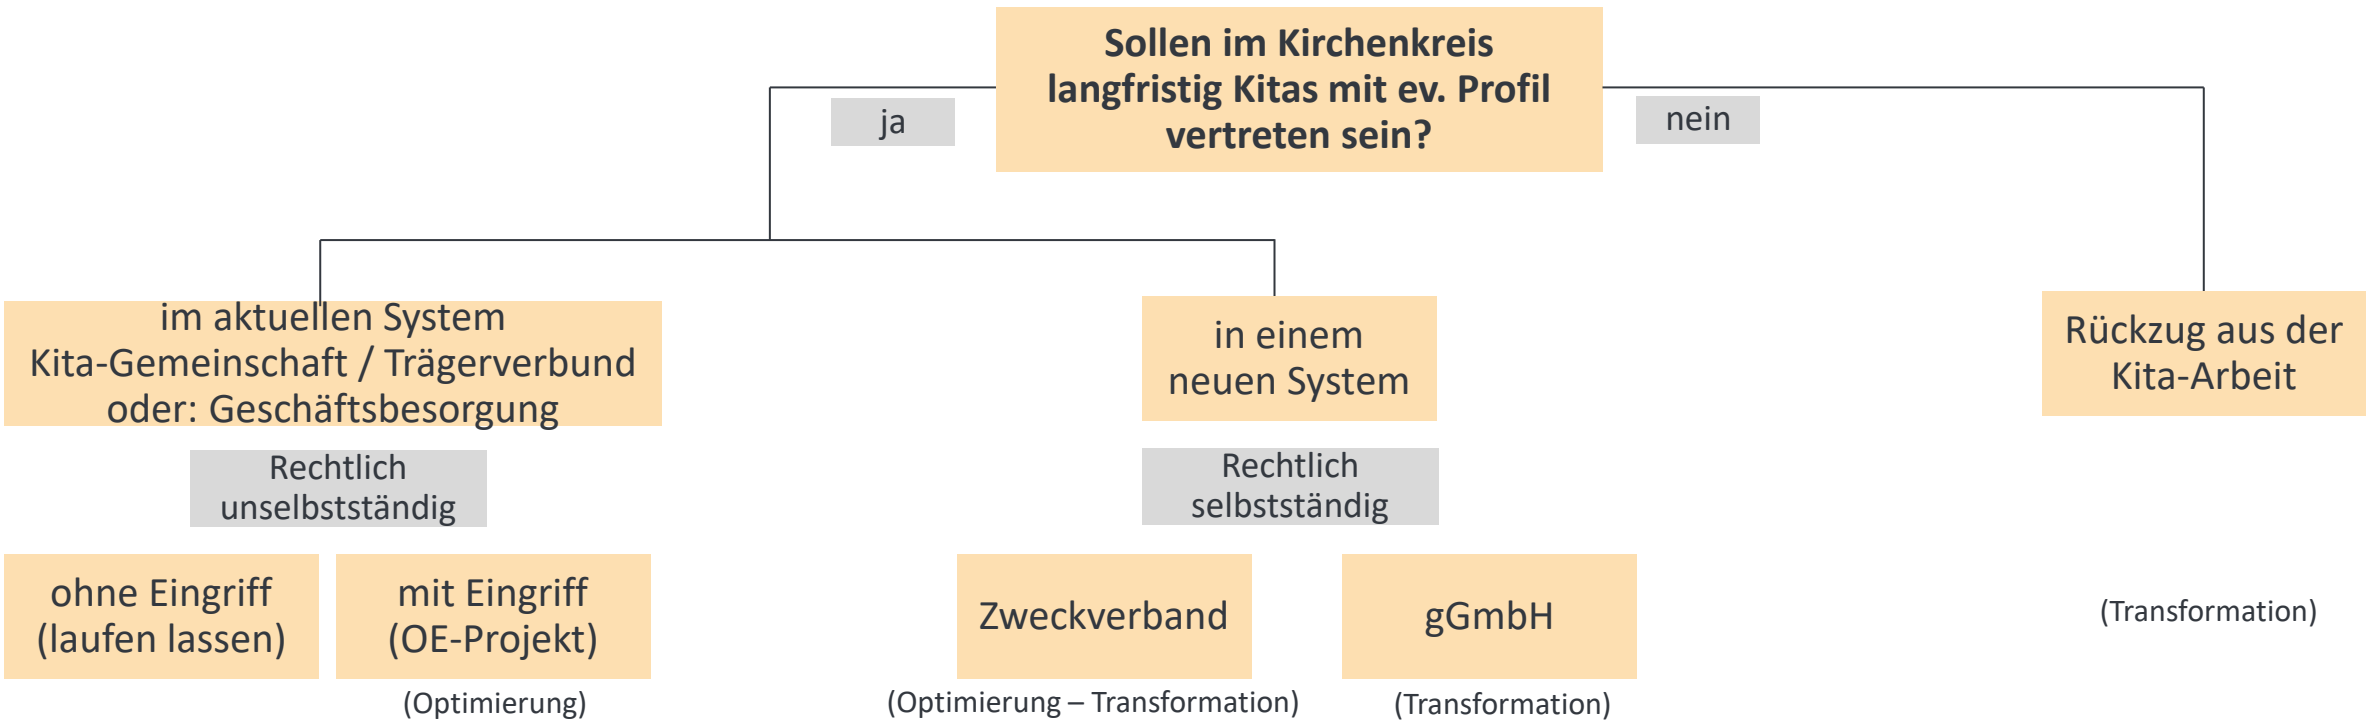 Sollen im Kirchenkreis
langfristig Kitas mit ev. Profil
vertreten sein?
ja
nein
im aktuellen System
Kita-Gemeinschaft / Trägerverbund
oder: Geschäftsbesorgung
in einem
neuen System
Rückzug aus der
Kita-Arbeit
Rechtlich
unselbstständig
Rechtlich
selbstständig
ohne Eingriff
(laufen lassen)
mit Eingriff
(OE-Projekt)
Zweckverband
gGmbH
(Transformation)
(Optimierung)
(Optimierung – Transformation)
(Transformation)